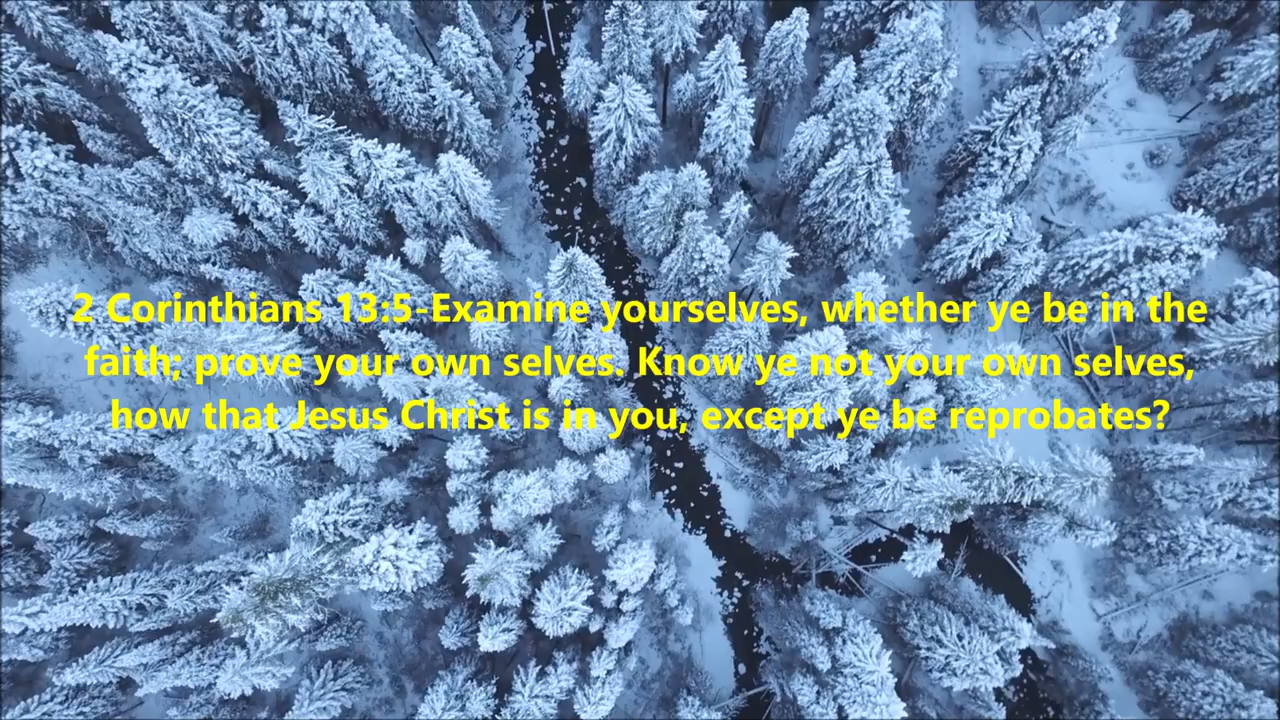 2 Corinthians 13:5-Examine yourselves, whether ye be in the
faith; prove your own selves. Know ye not your own selves,
how that Jesus Christ is in you, except ye be reprobates?